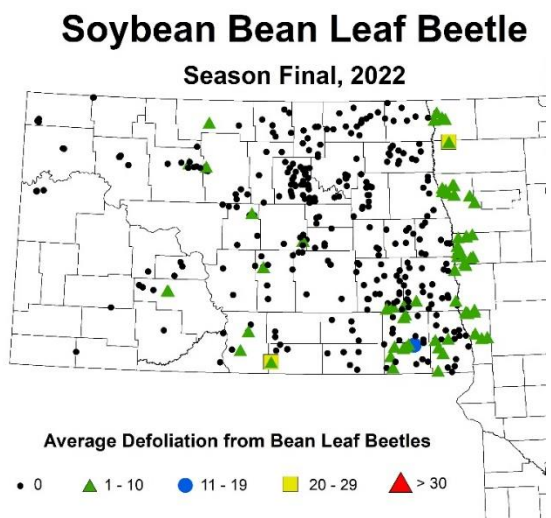 Soybean Bean Leaf Beetle
Season Final, 2022
Average Defoliation from Bean Leaf Beetles
0 1 - 10 11 - 19 20 - 29 > 30